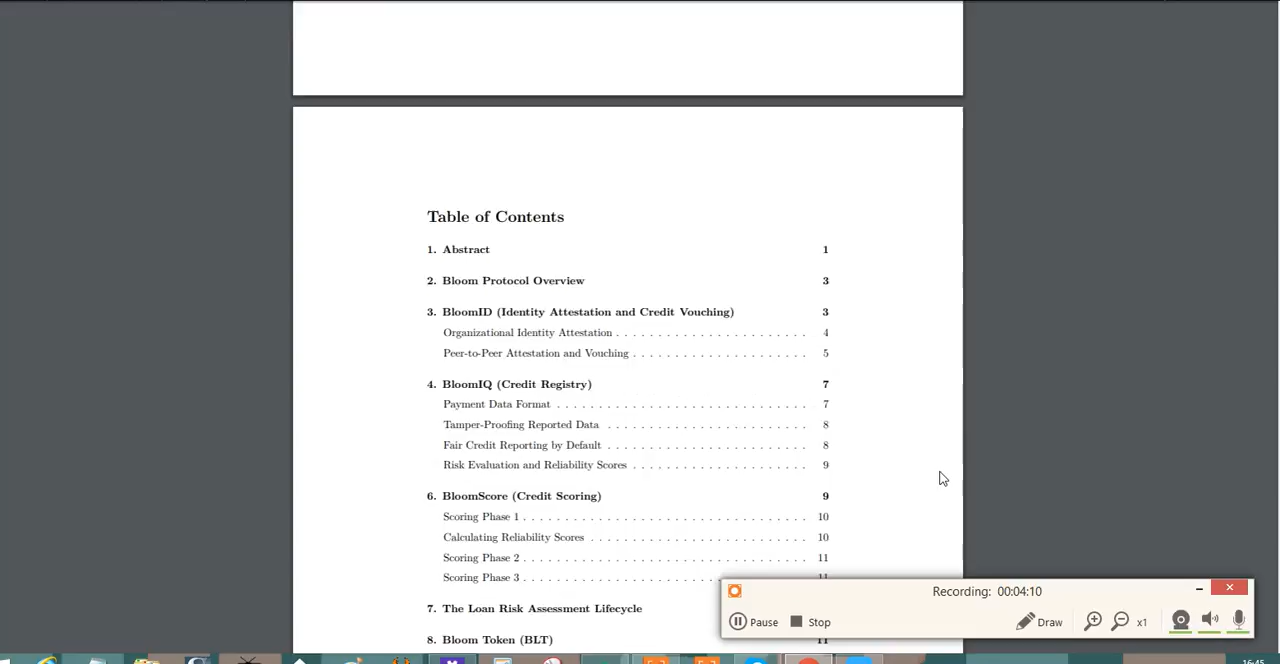 Table of Contents
1. Abstract 1
2. Bloom Protocol Overview 3
3. BloomID (Identity Attestation and Credit Vouching) 3
Organizational Identity Attestation . . . . . . . . . . . . . . . . . . . . . . . 4
Peer-to-Peer Attestation and Vouching . . . . . . . . . . . . . . . . . . . . . 5
4. BloomIQ (Credit Registry) 7
Payment Data Format . . . . . . . . . . . . . . . . . . . . . . . . . . . . . . 7
Tamper-Proofing Reported Data . . . . . . . . . . . . . . . . . . . . . . . . 8
Fair Credit Reporting by Default . . . . . . . . . . . . . . . . . . . . . . . . 8
Risk Evaluation and Reliability Scores . . . . . . . . . . . . . . . . . . . . . 9
6. BloomScore (Credit Scoring) 9
Scoring Phase 1 . . . . . . . . . . . . . . . . . . . . . . . . . . . . . . . . . . 10
Calculating Reliability Scores . . . . . . . . . . . . . . . . . . . . . . . . . . 10
Scoring Phase 2 . . . . . . . . . . . . . . . . . . . . . . . . . . . . . . . . . . 11
Scoring Phase 3 . . . . . . . . . . . . . . . . . . . . . . . . 11
7. The Loan Risk Assessment Lifecycle
8. Bloom Token (BLT) 11
Recording: 00:04:10
Pause Stop Draw x1
16:45